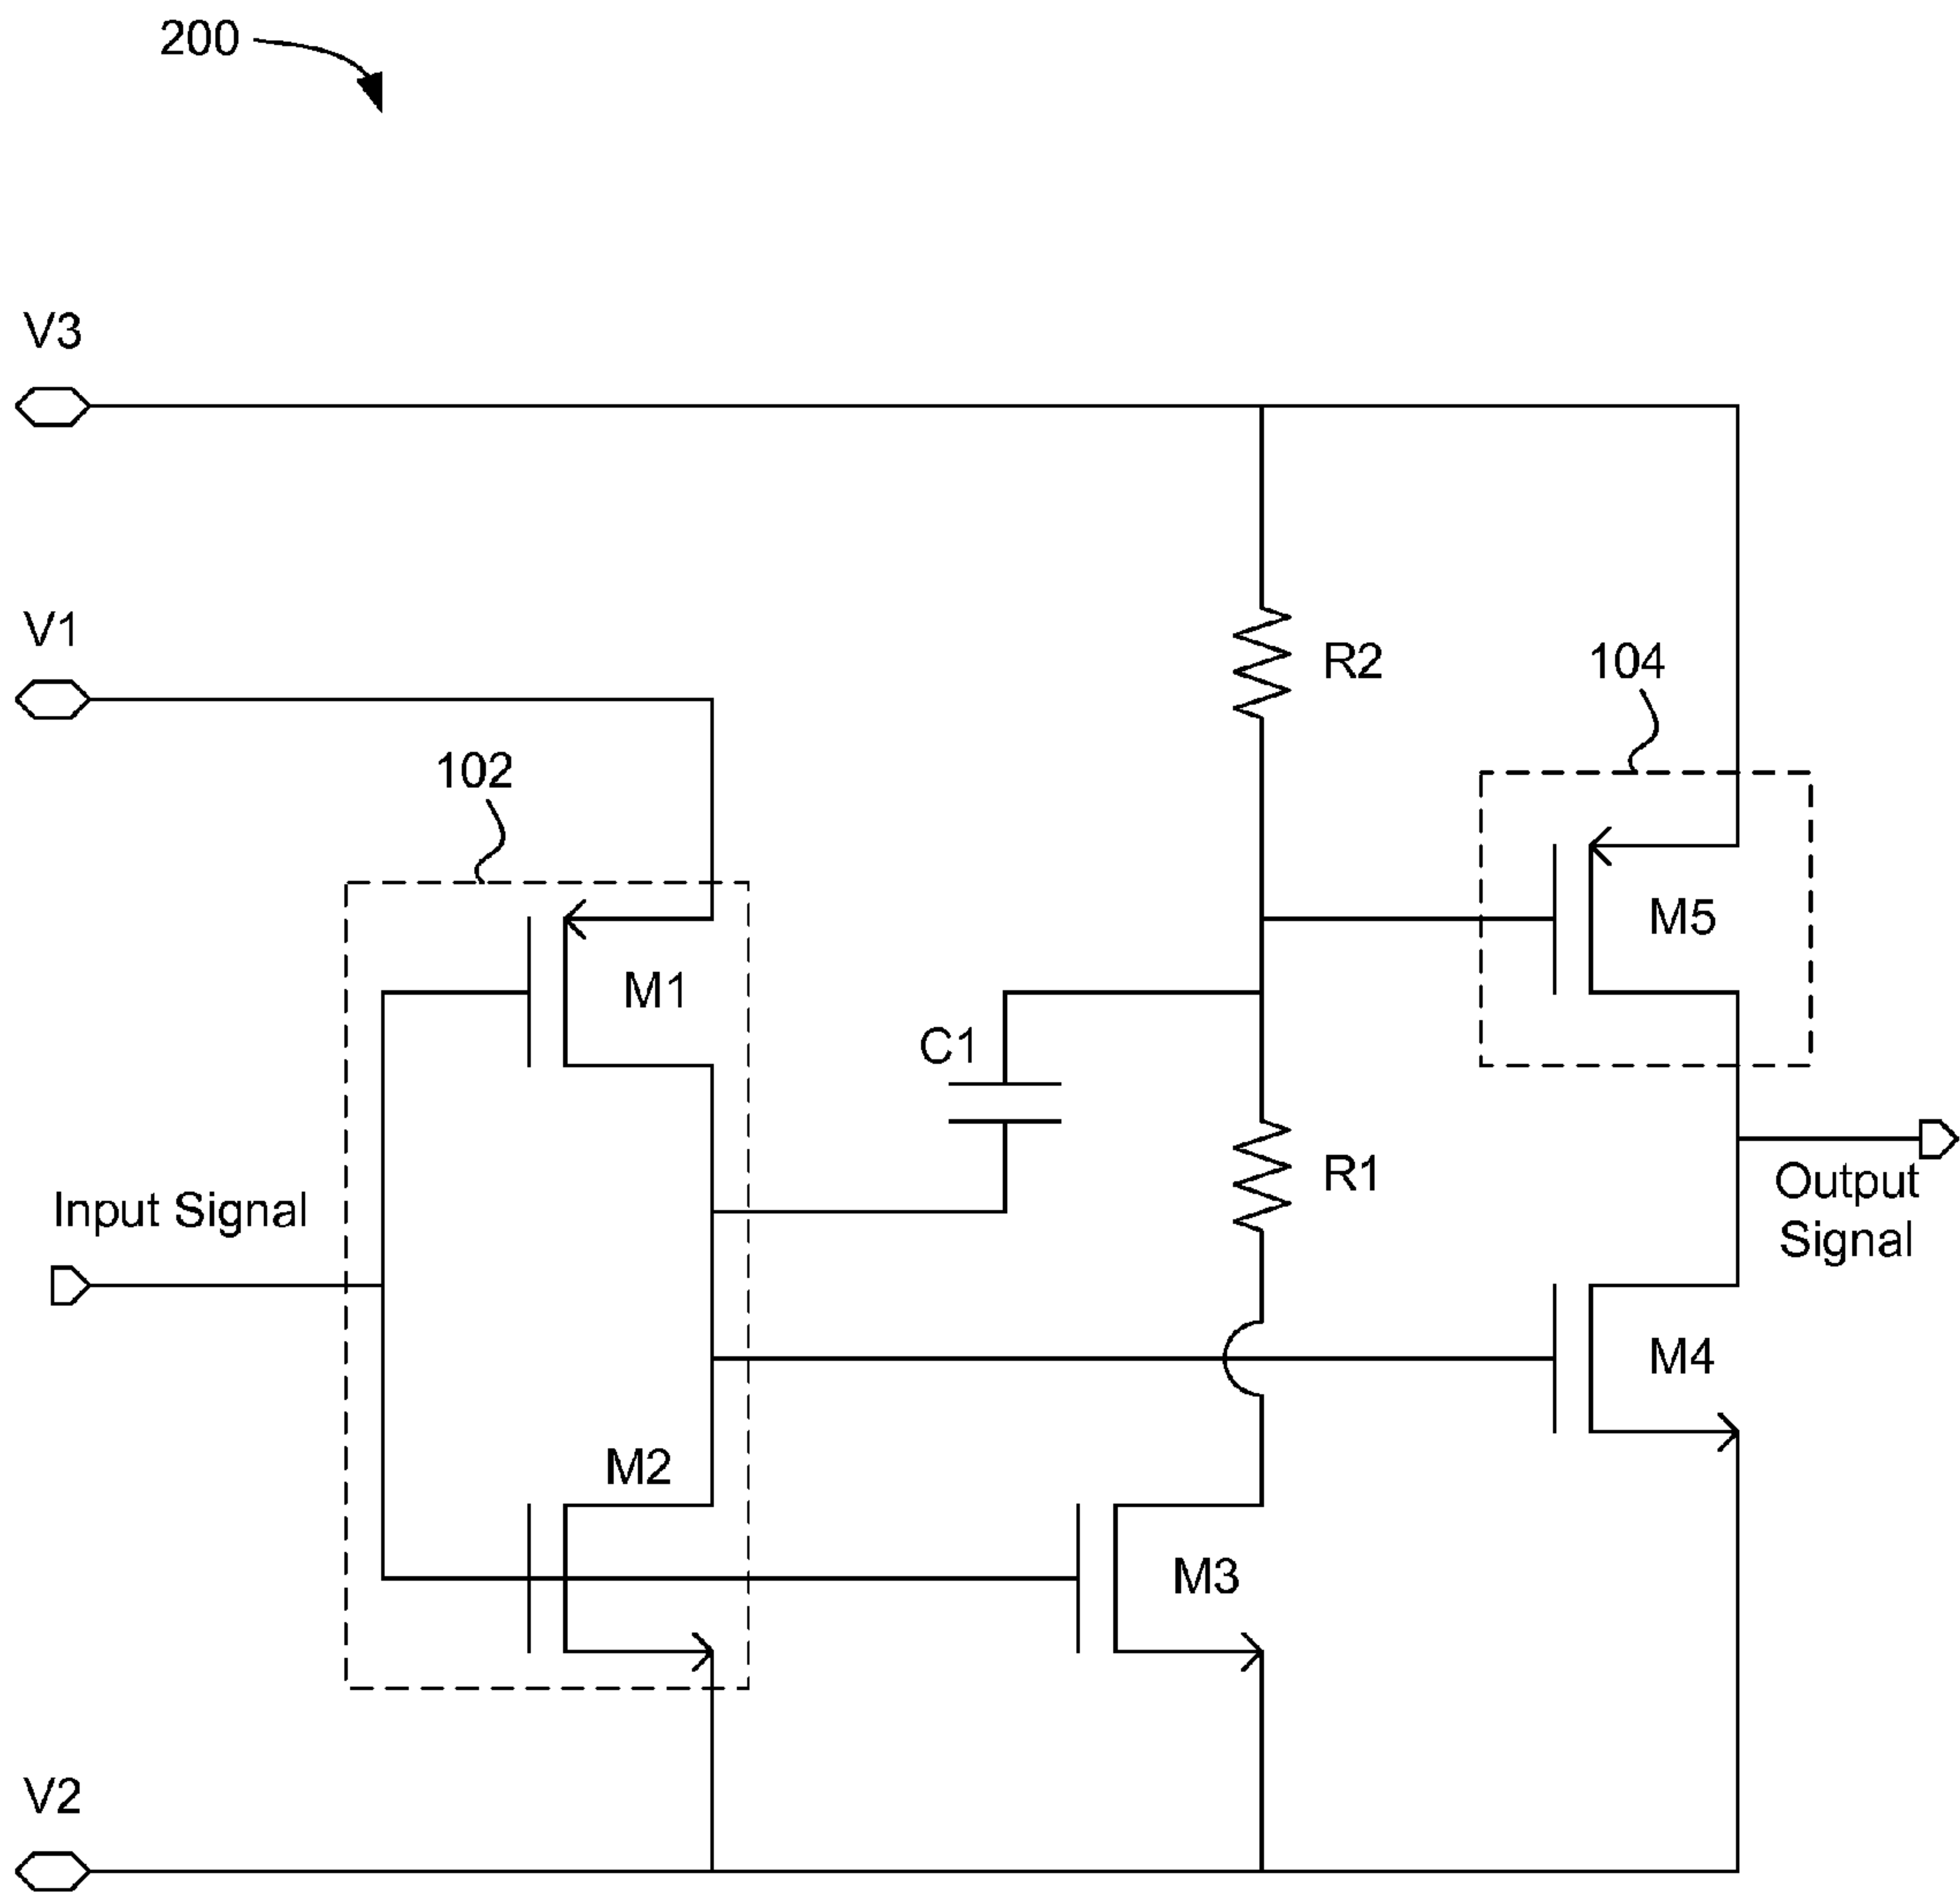 200
V3
V1
R2
104
102
M5
M1
C1
R1
Input Signal
Output
Signal
M4
M2
M3
V2